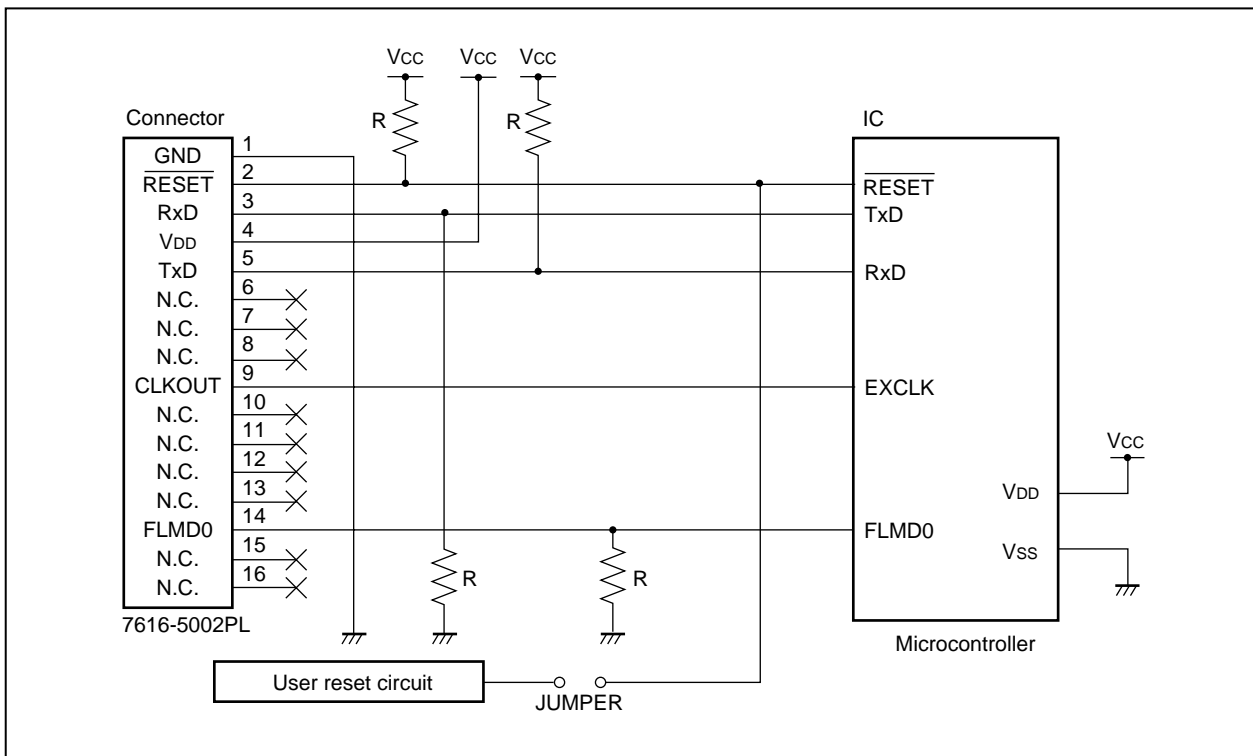 VCC VCC VCC
Connector
R R
IC
GND 1
RESET 2
RxD 3
VDD 4
TxD 5
N.C. 6
N.C. 7
N.C. 8
CLKOUT 9
N.C. 10
N.C. 11
N.C. 12
N.C. 13
FLMD0 14
N.C. 15
N.C. 16
7616-5002PL
R R
RESET
TxD
RxD
EXCLK
FLMD0
VDD
VSS
VCC
Microcontroller
User reset circuit
JUMPER